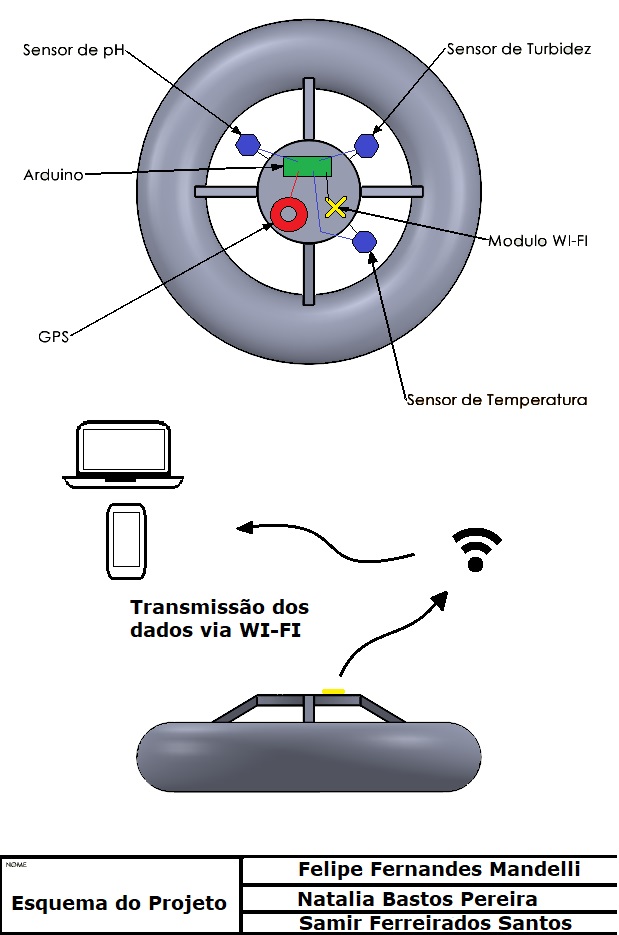 Sensor de pH
Sensor de Turbidez
Arduino
Modulo WI-FI
GPS
Sensor de Temperatura
Transmissão dos
dados via WI-FI
NOME
Esquema do Projeto
Felipe Fernandes Mandelli
Natalia Bastos Pereira
Samir Ferreirados Santos